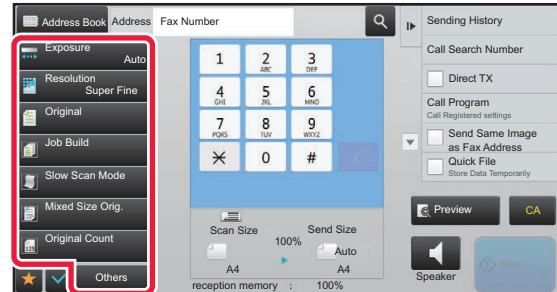 Address Book
Address
Fax Number
Exposure
Auto
Resolution
Super Fine
Original
Job Build
Slow Scan Mode
Mixed Size Orig.
Original Count
Others
1
2
ABC
3
DEF
4
GHI
5
JKL
6
MNO
7
PQRS
8
TUV
9
WXYZ
0
#
C
Scan Size
100%
Send Size
Auto
A4
A4
reception memory : 100%
Sending History
Call Search Number
Direct TX
Call Program
Call Registered settings
Send Same Image
as Fax Address
Quick File
Store Data Temporarily
Preview
CA
Speaker
Start